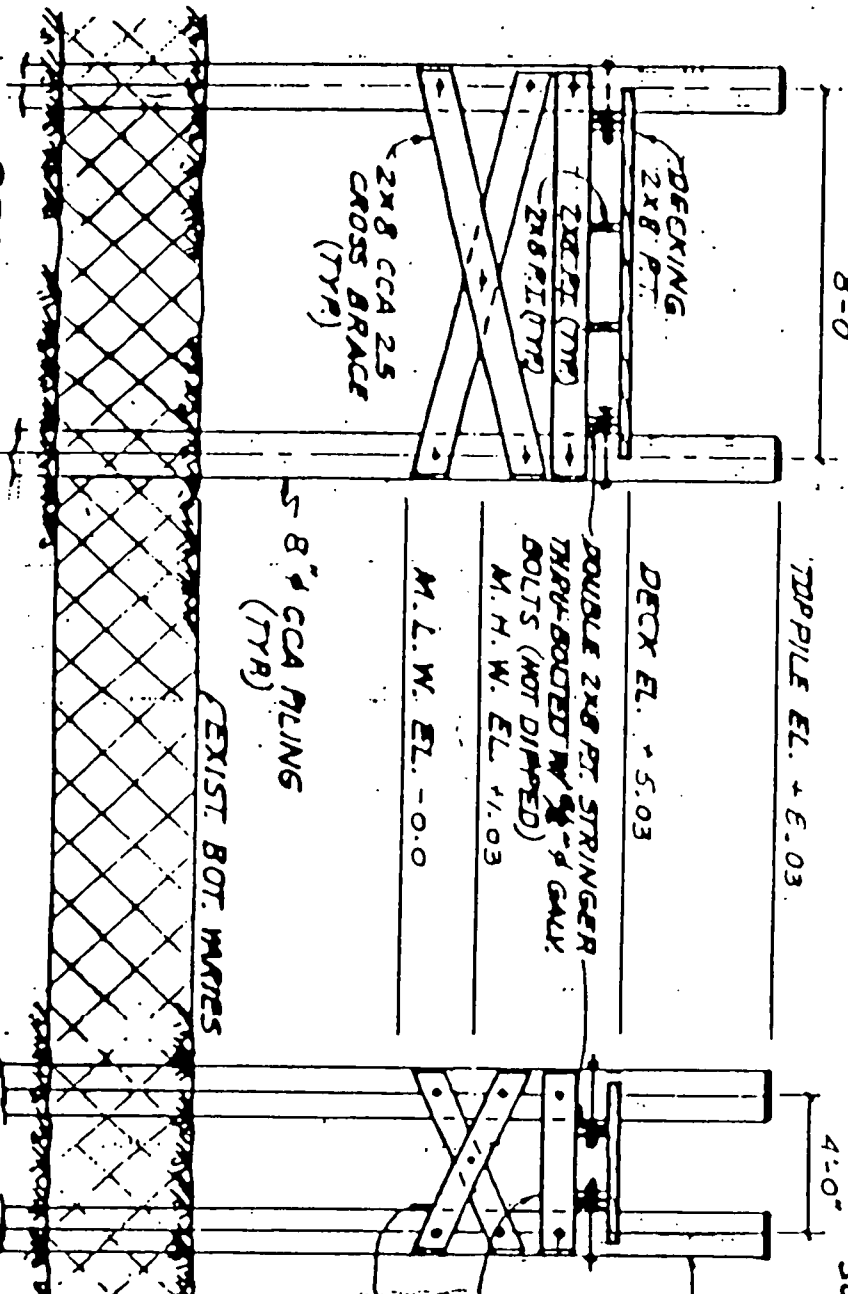 8'-0"
4'-0"
TOP PILE EL. +
DECKING
2x8 P.T.
DECK EL. +5.03
2x8 P.T. (TYP.)
2x8 P.T. (TYP.)
DOUBLE 2x8 P.T. STRINGER
THRU-BOLTED W/ GALV.
BOLTS (HOT DIPPED)
M.H.W. EL. +1.03
2x8 CCA 2.5
CROSS BRACE
(TYP.)
M.L.W. EL. -0.0
8"φ CCA PILING
(TYP.)
EXIST. BOT. VARIES